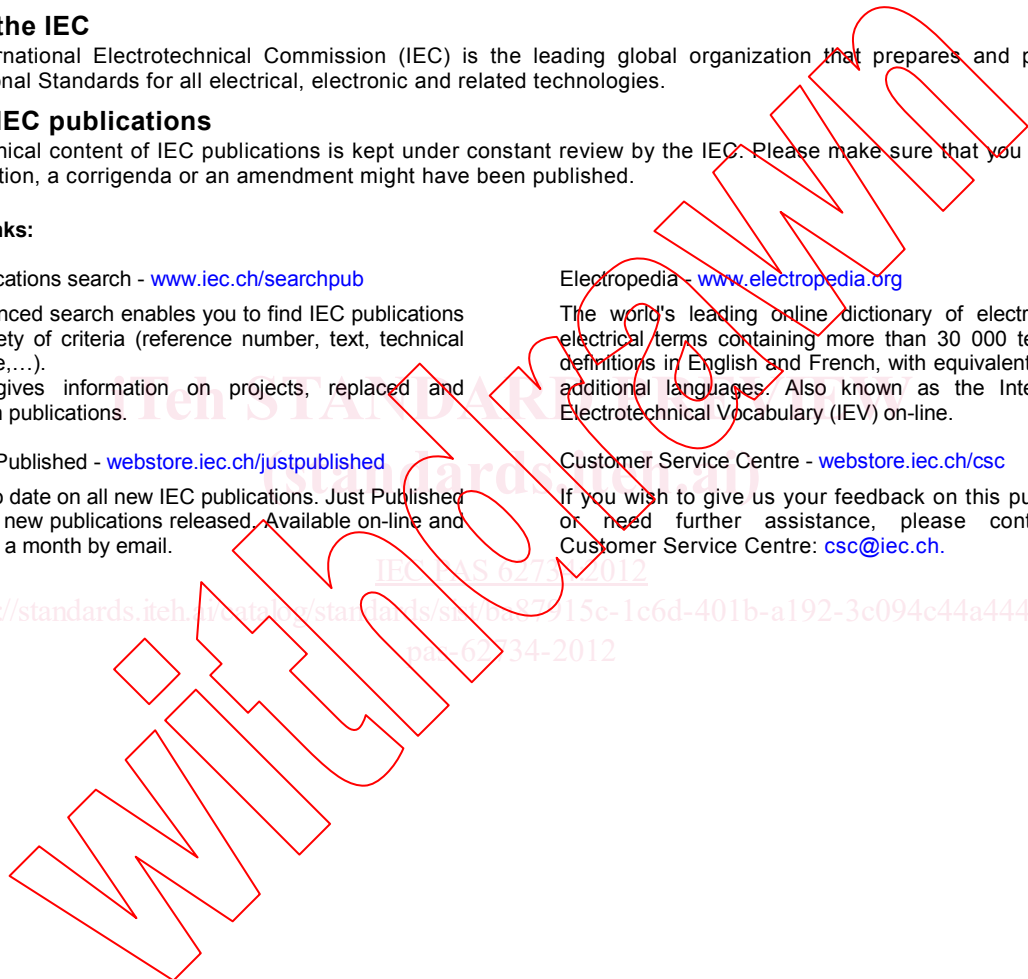 the IEC
rnational Electrotechnical Commission (IEC) is the leading global organization that prepares and p
onal Standards for all electrical, electronic and related technologies.
IEC publications
nical content of IEC publications is kept under constant review by the IEC. Please make sure that you
tion, a corrigenda or an amendment might have been published.
nks:
cations search - www.iec.ch/searchpub
nced search enables you to find IEC publications
ety of criteria (reference number, text, technical
e,…).
gives information on projects, replaced and
n publications.
Published - webstore.iec.ch/justpublished
o date on all new IEC publications. Just Published
new publications released. Available on-line and
a month by email.
Electropedia - www.electropedia.org
The world's leading online dictionary of electr
electrical terms containing more than 30 000 te
definitions in English and French, with equivalent
additional languages. Also known as the Inte
Electrotechnical Vocabulary (IEV) on-line.
Customer Service Centre - webstore.iec.ch/csc
If you wish to give us your feedback on this pu
or need further assistance, please conf
Customer Service Centre: csc@iec.ch.
iTeh STANDARD PREVIEW
(standards.iteh.ai)
IEC PAS 62734:2012
://standards.iteh.ai/catalog/standards/sist/ba87915c-1c6d-401b-a192-3c094c44a444
pas-62734-2012
withdrawn